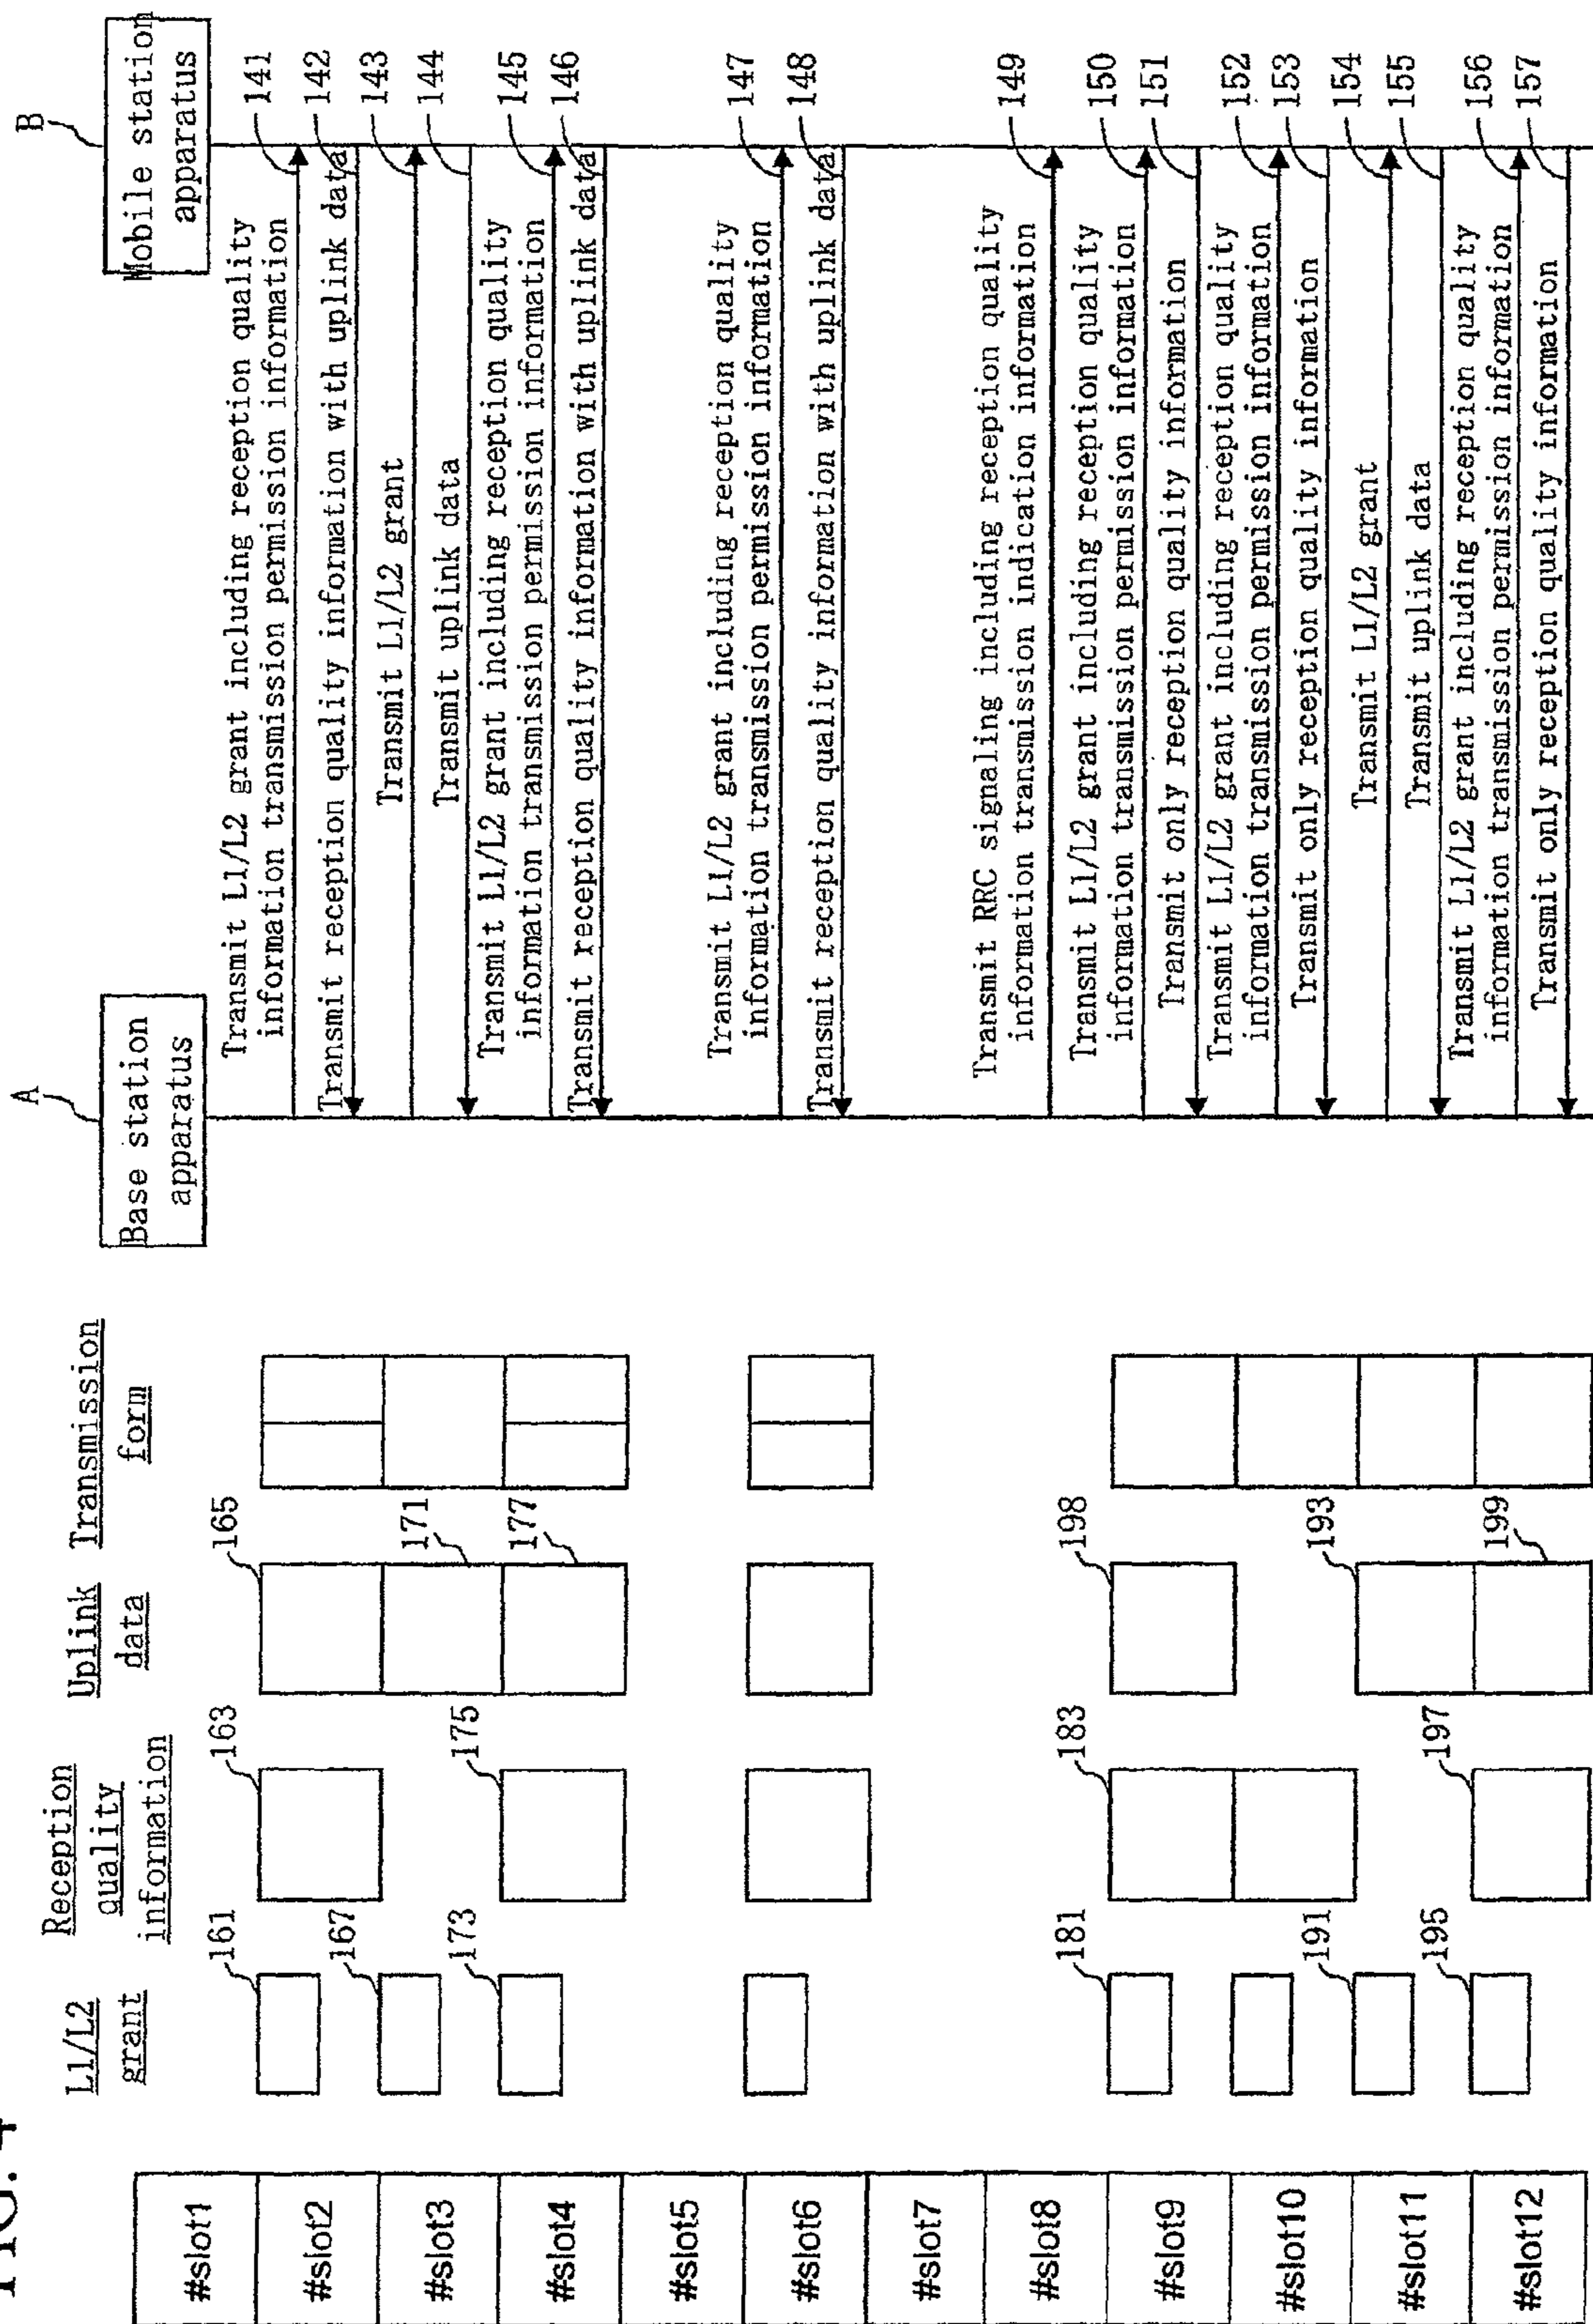 FIG. 4
Base station
apparatus
A
Mobile station
apparatus
B
L1/L2
grant
Reception
quality
information
Uplink
data
Transmission
form
#slot1
#slot2
#slot3
#slot4
#slot5
#slot6
#slot7
#slot8
#slot9
#slot10
#slot11
#slot12
161
163
165
167
171
173
175
177
181
183
198
191
193
195
197
199
Transmit L1/L2 grant including reception quality
information transmission permission information
141
Transmit reception quality information with uplink data
142
Transmit L1/L2 grant
143
Transmit uplink data
144
Transmit L1/L2 grant including reception quality
information transmission permission information
145
Transmit reception quality information with uplink data
146
Transmit L1/L2 grant including reception quality
information transmission permission information
147
Transmit reception quality information with uplink data
148
Transmit RRC signaling including reception quality
information transmission indication information
149
Transmit L1/L2 grant including reception quality
information transmission permission information
150
Transmit only reception quality information
151
Transmit L1/L2 grant including reception quality
information transmission permission information
152
Transmit only reception quality information
153
Transmit L1/L2 grant
154
Transmit uplink data
155
Transmit L1/L2 grant including reception quality
information transmission permission information
156
Transmit only reception quality information
157